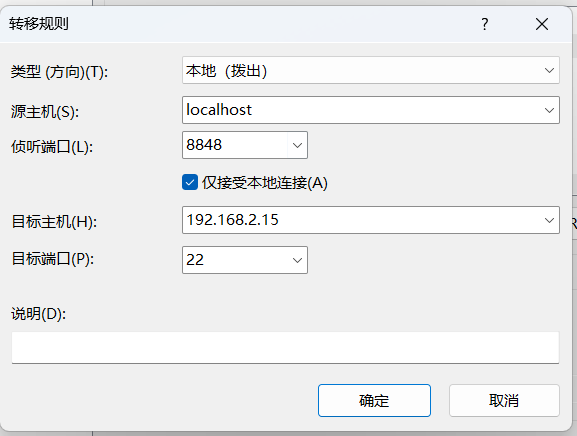 转移规则
类型 (方向)(T):
本地（拨出）
源主机(S):
localhost
侦听端口(L):
8848
仅接受本地连接(A)
目标主机(H):
192.168.2.15
目标端口(P):
22
说明(D):
确定
取消